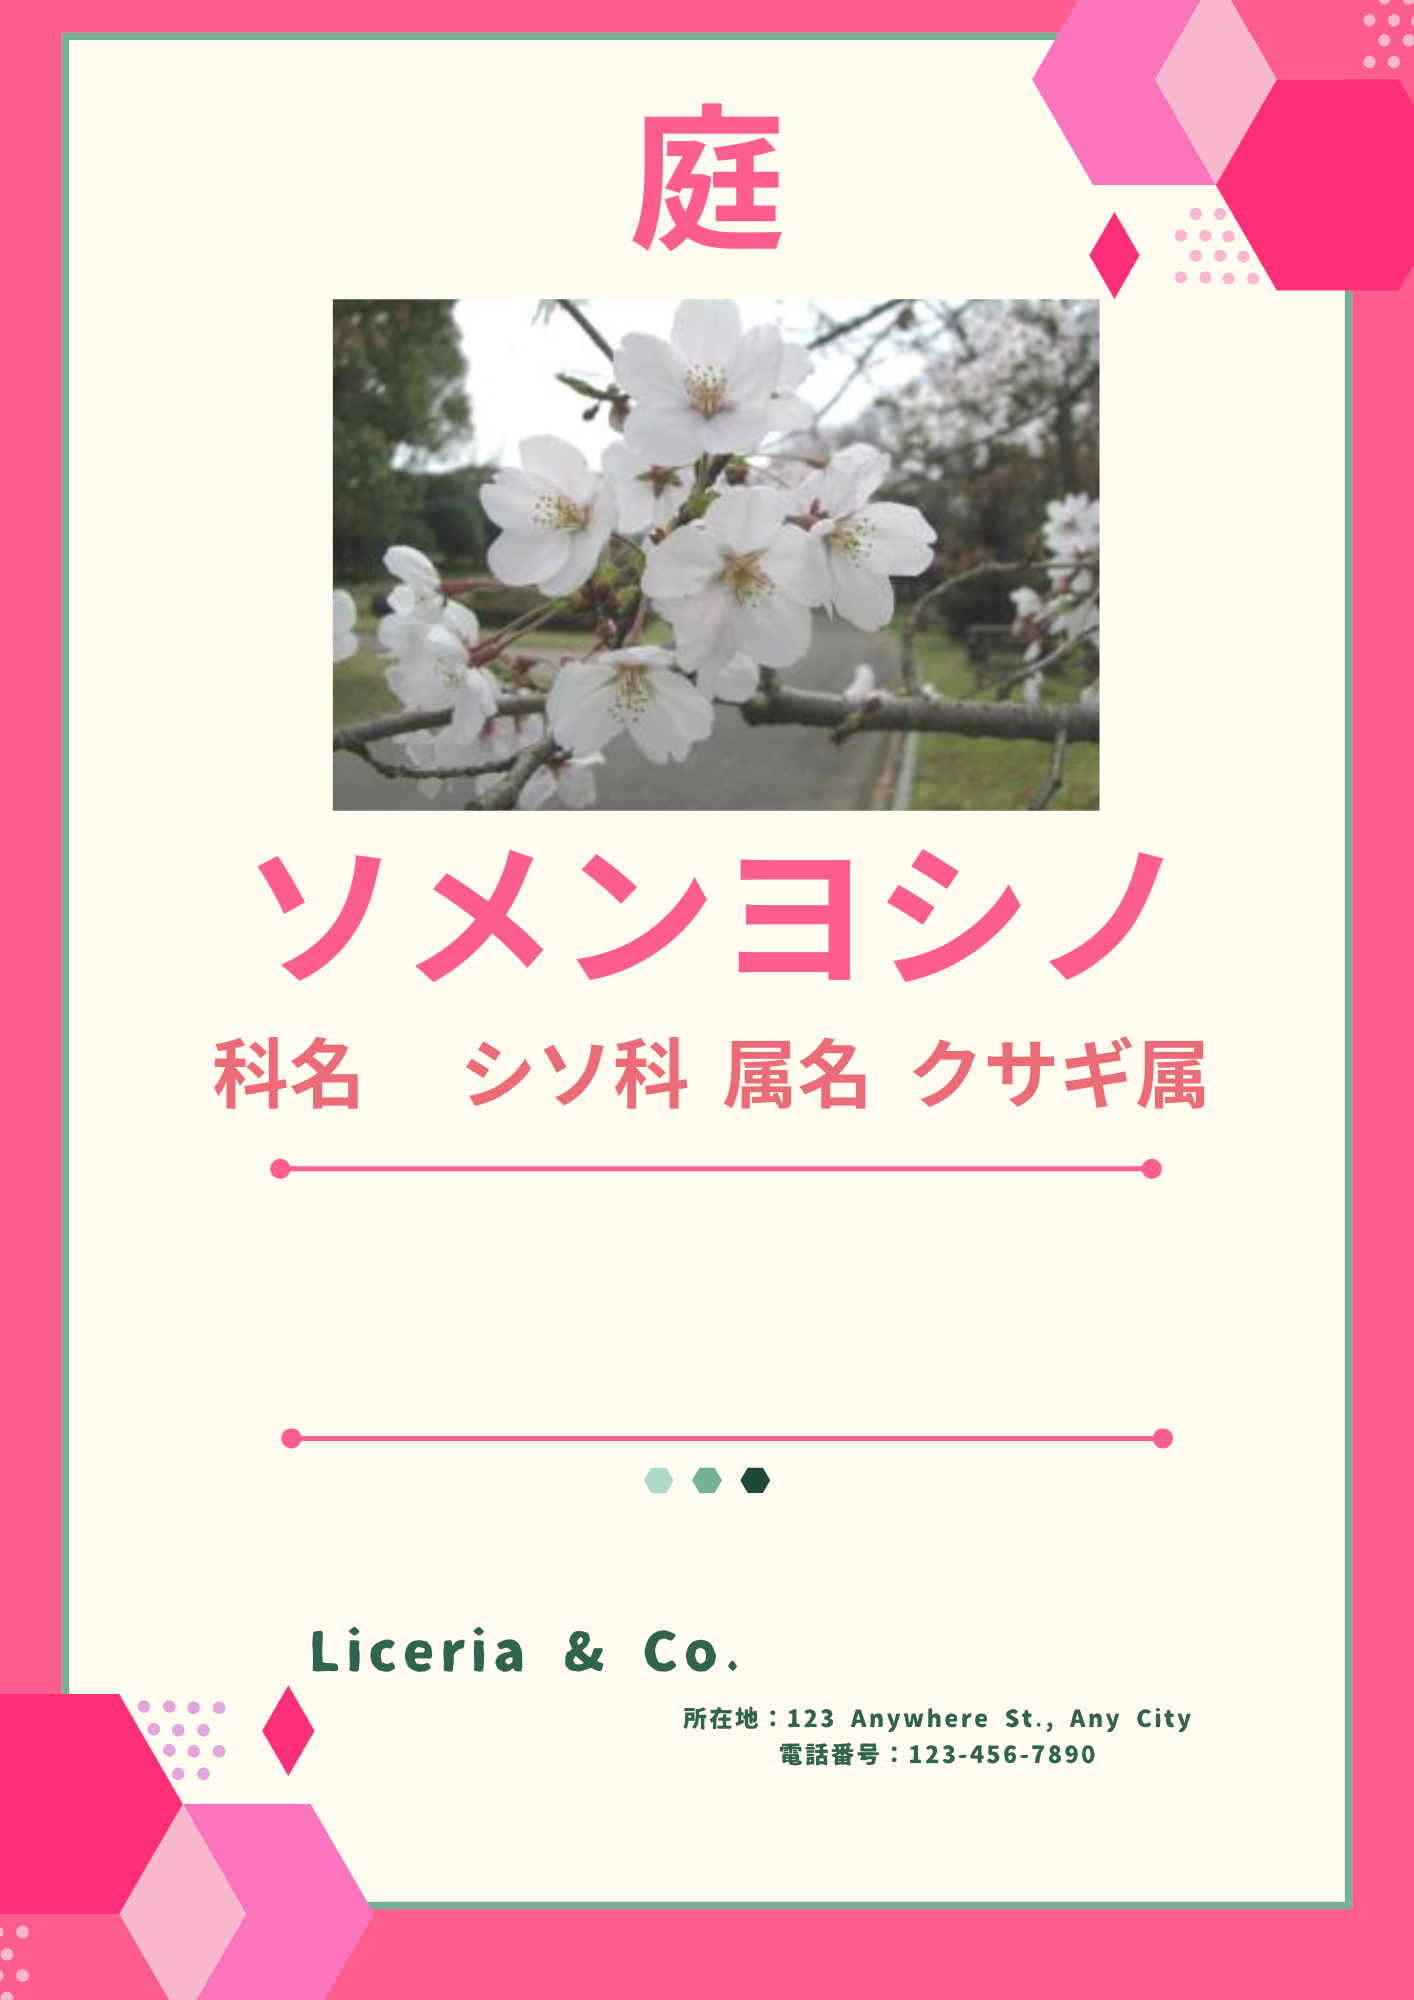 庭
ソメンヨシノ
科名　シソ科 属名 クサギ属
Liceria & Co.
所在地：123 Anywhere St., Any City
電話番号：123-456-7890